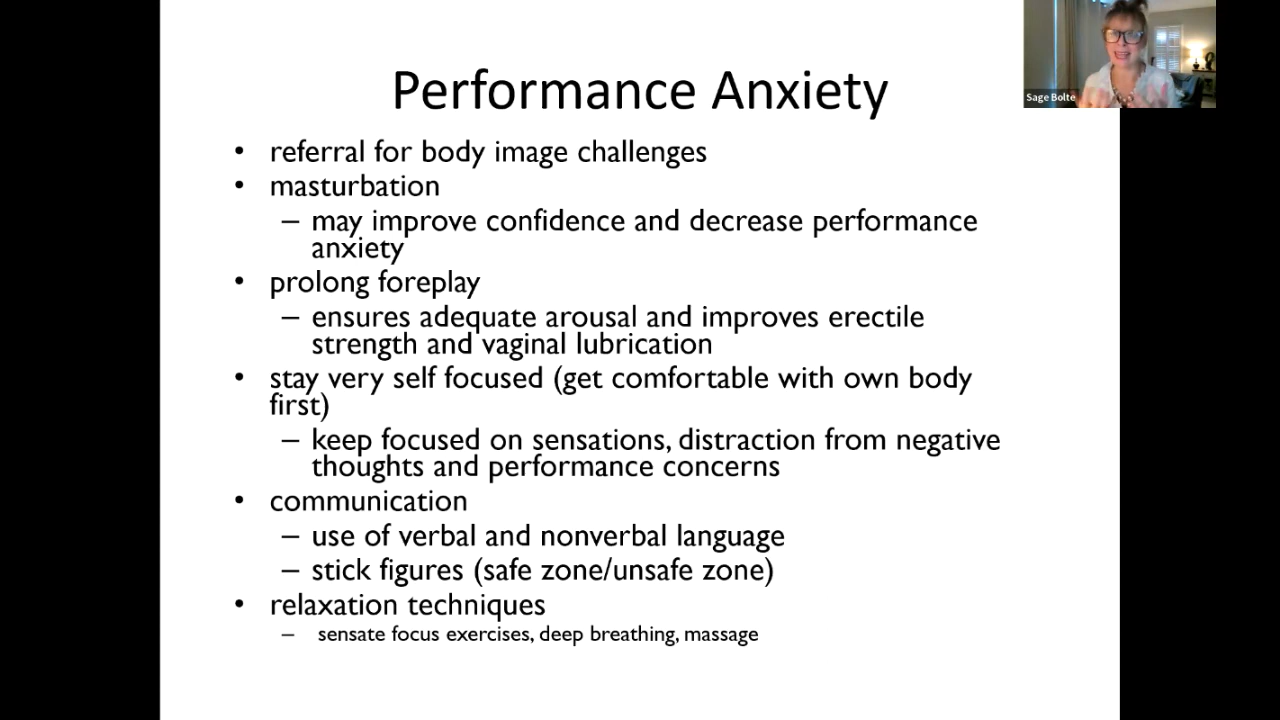 Performance Anxiety
Sage Bolte
• referral for body image challenges
• masturbation
– may improve confidence and decrease performance
anxiety
• prolong foreplay
– ensures adequate arousal and improves erectile
strength and vaginal lubrication
• stay very self focused (get comfortable with own body
first)
– keep focused on sensations, distraction from negative
thoughts and performance concerns
• communication
– use of verbal and nonverbal language
– stick figures (safe zone/unsafe zone)
• relaxation techniques
– sensate focus exercises, deep breathing, massage